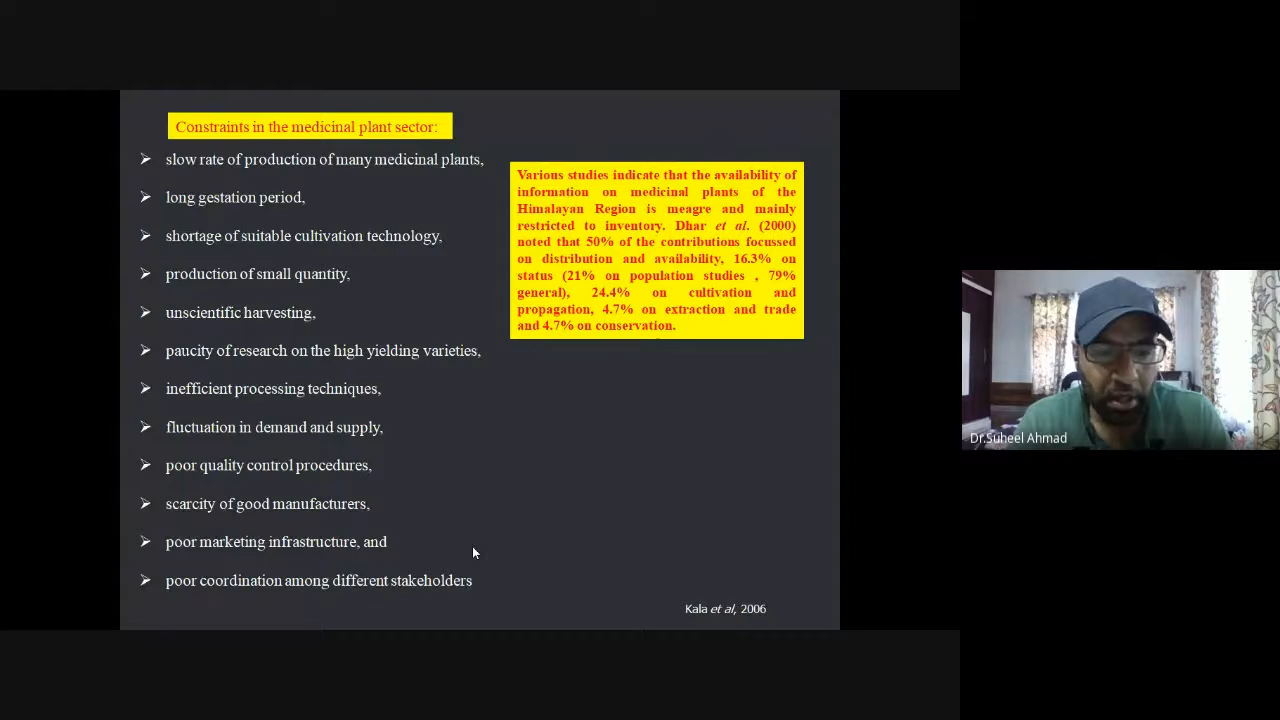 Constraints in the medicinal plant sector:
➢ slow rate of production of many medicinal plants,
➢ long gestation period,
➢ shortage of suitable cultivation technology,
➢ production of small quantity,
➢ unscientific harvesting,
➢ paucity of research on the high yielding varieties,
➢ inefficient processing techniques,
➢ fluctuation in demand and supply,
➢ poor quality control procedures,
➢ scarcity of good manufacturers,
➢ poor marketing infrastructure, and
➢ poor coordination among different stakeholders
Various studies indicate that the availability of
information on medicinal plants of the
Himalayan Region is meagre and mainly
restricted to inventory. Dhar et al. (2000)
noted that 50% of the contributions focussed
on distribution and availability, 16.3% on
status (21% on population studies , 79%
general), 24.4% on cultivation and
propagation, 4.7% on extraction and trade
and 4.7% on conservation.
Kala et al, 2006
Dr.Suheel Ahmad